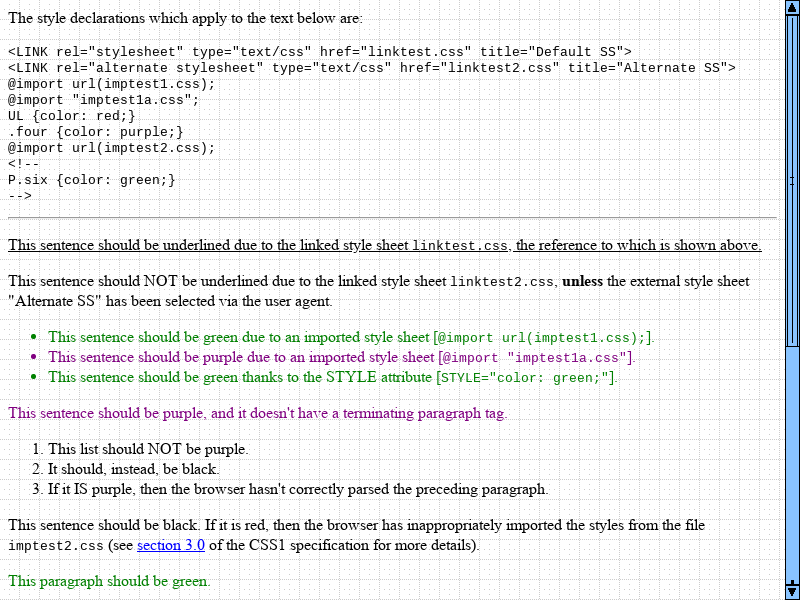 The style declarations which apply to the text below are:
<LINK rel="stylesheet" type="text/css" href="linktest.css" title="Default SS">
<LINK rel="alternate stylesheet" type="text/css" href="linktest2.css" title="Alternate SS">
@import url(imptest1.css);
@import "imptest1a.css";
UL {color: red;}
.four {color: purple;}
@import url(imptest2.css);
<!--
P.six {color: green;}
-->
This sentence should be underlined due to the linked style sheet linktest.css, the reference to which is shown above.
This sentence should NOT be underlined due to the linked style sheet linktest2.css, unless the external style sheet
"Alternate SS" has been selected via the user agent.
• This sentence should be green due to an imported style sheet [@import url(imptest1.css);].
• This sentence should be purple due to an imported style sheet [@import "imptest1a.css"].
• This sentence should be green thanks to the STYLE attribute [STYLE="color: green;"].
This sentence should be purple, and it doesn't have a terminating paragraph tag.
1. This list should NOT be purple.
2. It should, instead, be black.
3. If it IS purple, then the browser hasn't correctly parsed the preceding paragraph.
This sentence should be black. If it is red, then the browser has inappropriately imported the styles from the file
imptest2.css (see section 3.0 of the CSS1 specification for more details).
This paragraph should be green.